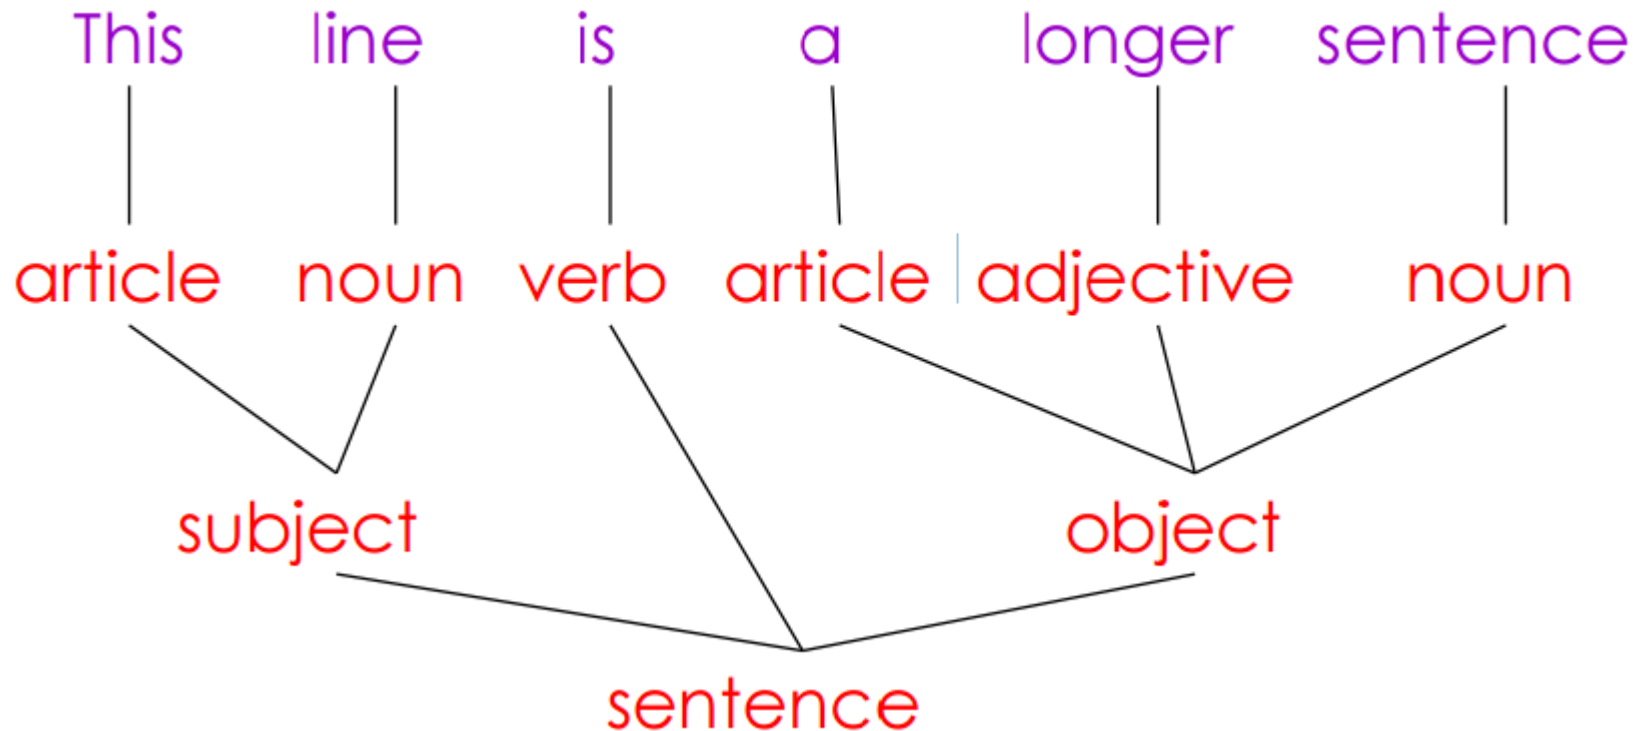 This line is a longer sentence
article noun verb article adjective noun
subject object
sentence